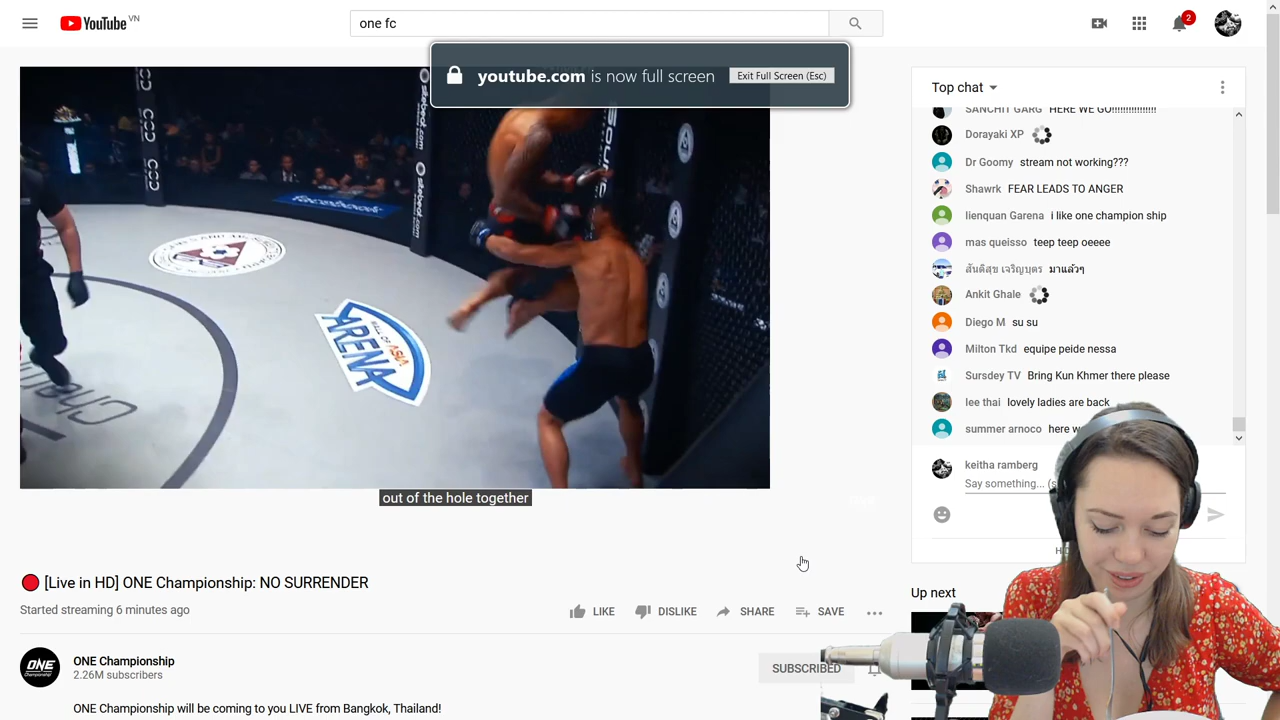 YouTube VN
one fc
2
youtube.com is now full screen
Exit Full Screen (Esc)
Top chat
SANCHIT GARG HERE WE GO!!!!!!!!!!!!!!!!
Dorayaki XP
Dr Goomy stream not working???
Shawrk FEAR LEADS TO ANGER
lienquan Garena i like one champion ship
mas queisso teep teep oeeee
สันติสุข เจริญบุตร มาแล้วๆ
Ankit Ghale
Diego M su su
Milton Tkd equipe peide nessa
Sursdey TV Bring Kun Khmer there please
lee thai lovely ladies are back
summer arnoco here
keitha ramberg
Say something...
facebook
sbobet.com
sbobet.com
ARENA
out of the hole together
[Live in HD] ONE Championship: NO SURRENDER
Started streaming 6 minutes ago
LIKE
DISLIKE
SHARE
SAVE
Up next
ONE Championship
2.26M subscribers
SUBSCRIBED
ONE Championship will be coming to you LIVE from Bangkok, Thailand!